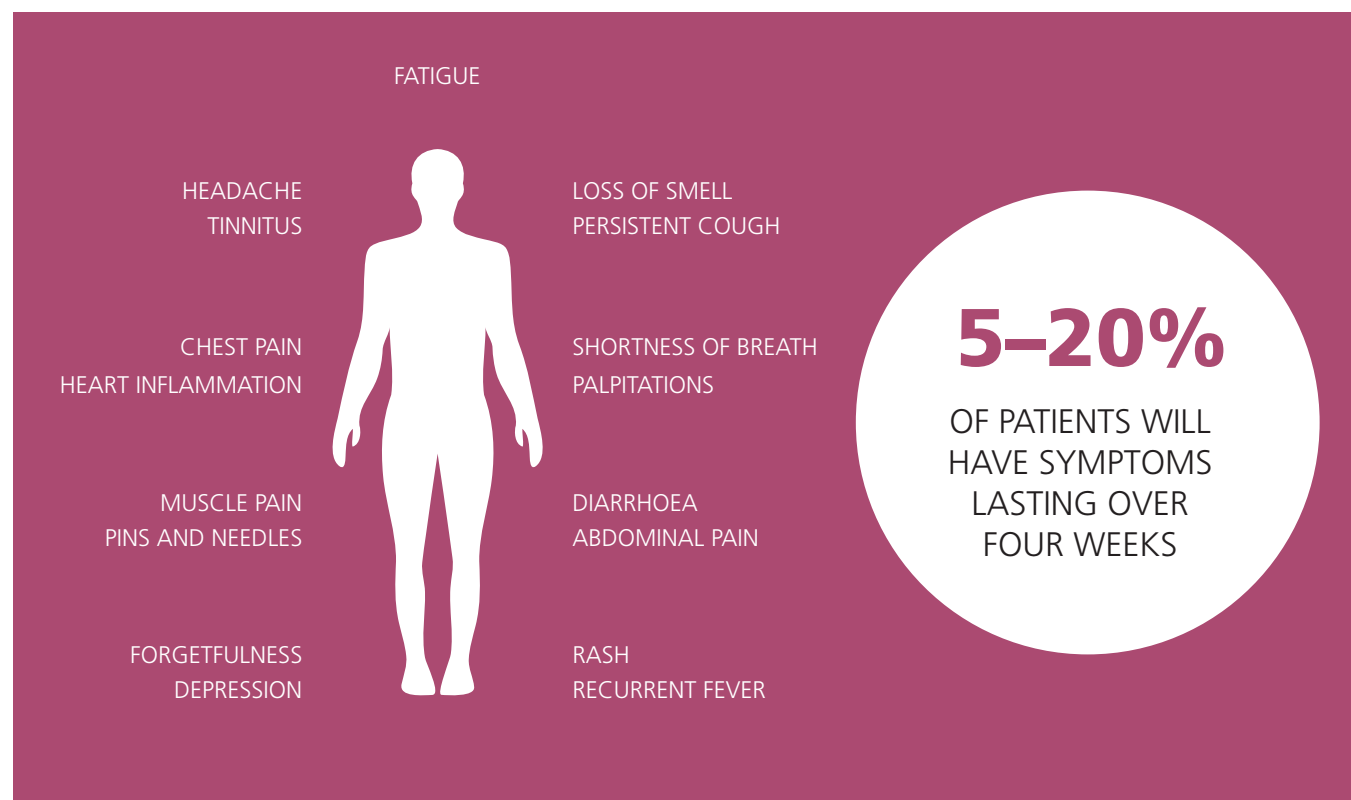 FATIGUE
HEADACHE
TINNITUS
LOSS OF SMELL
PERSISTENT COUGH
CHEST PAIN
HEART INFLAMMATION
SHORTNESS OF BREATH
PALPITATIONS
MUSCLE PAIN
PINS AND NEEDLES
DIARRHOEA
ABDOMINAL PAIN
FORGETFULNESS
DEPRESSION
RASH
RECURRENT FEVER
5–20%
OF PATIENTS WILL
HAVE SYMPTOMS
LASTING OVER
FOUR WEEKS